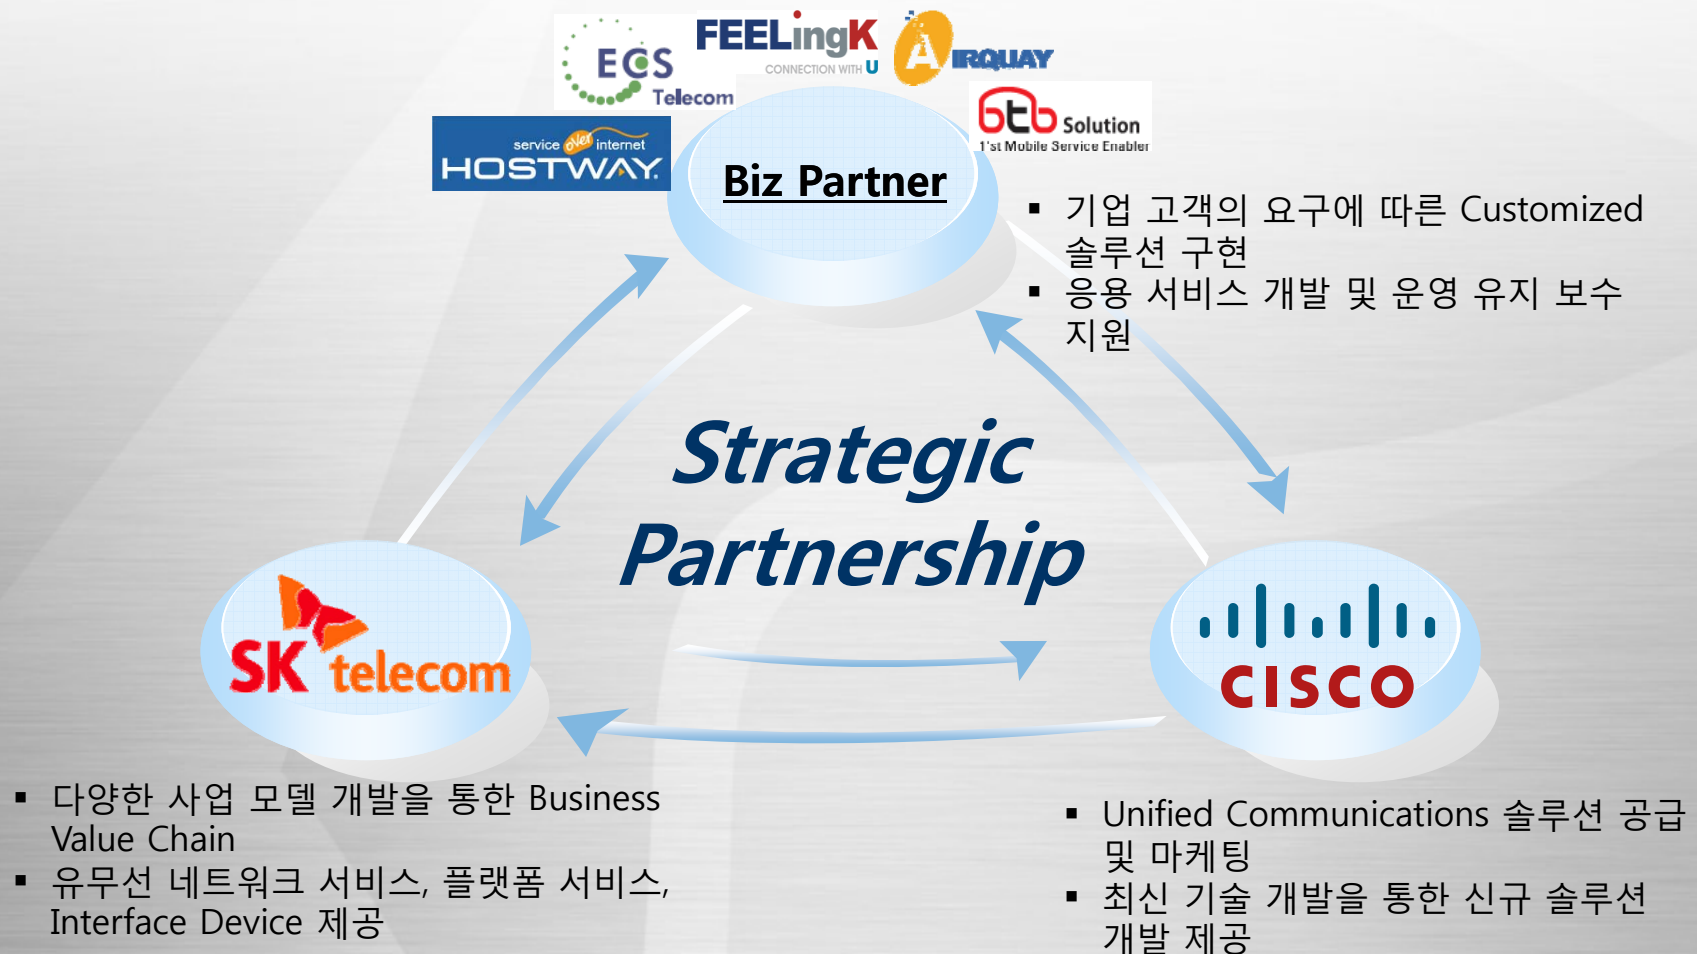 ECS
Telecom
FEELingK
CONNECTION WITH U
AIRQUAY
btb Solution
1'st Mobile Service Enabler
service over internet
HOSTWAY.
Biz Partner
▪ 기업 고객의 요구에 따른 Customized
솔루션 구현
▪ 응용 서비스 개발 및 운영 유지 보수
지원
Strategic
Partnership
SK telecom
CISCO
▪ 다양한 사업 모델 개발을 통한 Business
Value Chain
▪ 유무선 네트워크 서비스, 플랫폼 서비스,
Interface Device 제공
▪ Unified Communications 솔루션 공급
및 마케팅
▪ 최신 기술 개발을 통한 신규 솔루션
개발 제공